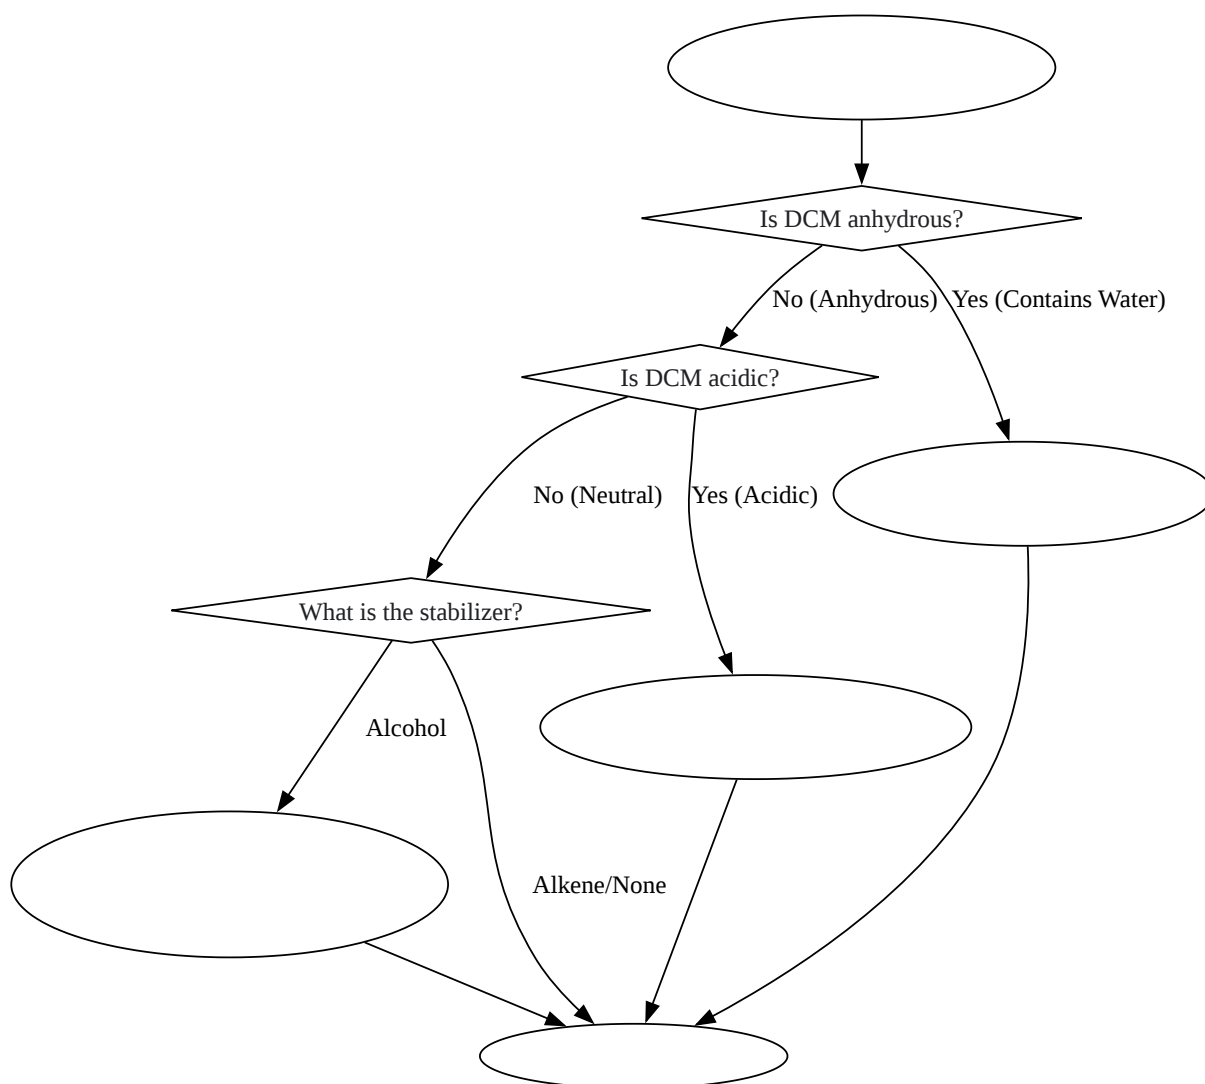 Is DCM anhydrous?
No (Anhydrous)
Yes (Contains Water)
Is DCM acidic?
No (Neutral)
Yes (Acidic)
What is the stabilizer?
Alcohol
Alkene/None